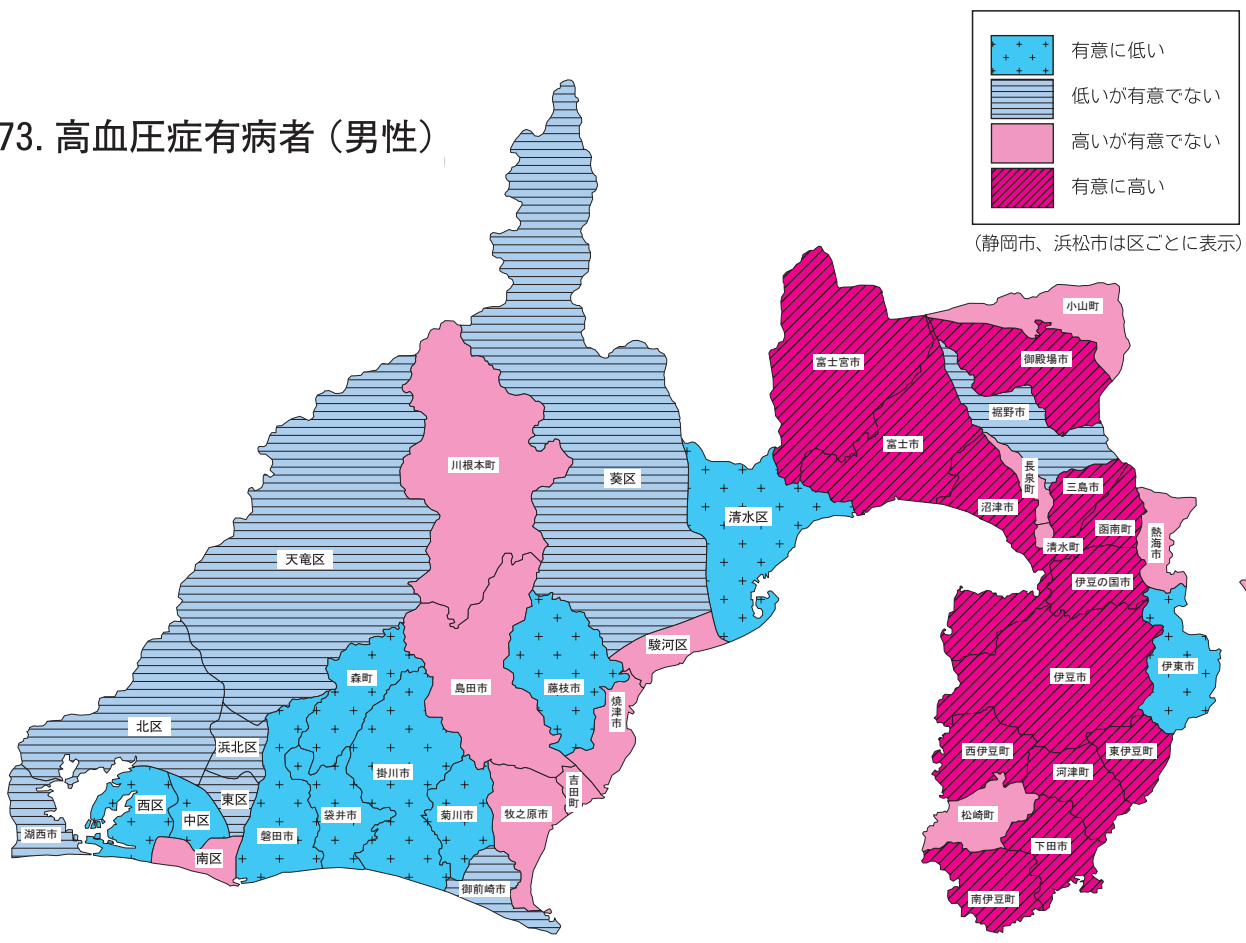 73. 高血圧症有病者（男性）
有意に低い
低いが有意でない
高いが有意でない
有意に高い
（静岡市、浜松市は区ごとに表示）
小山町
御殿場市
富士宮市
裾野市
富士市
長泉町
三島市
沼津市
函南町
熱海市
清水町
伊豆の国市
川根本町
葵区
清水区
天竜区
駿河区
伊東市
伊豆市
森町
島田市
藤枝市
焼津市
北区
浜北区
西伊豆町
東伊豆町
河津町
掛川市
吉田町
西区
東区
中区
袋井市
菊川市
牧之原市
松崎町
湖西市
磐田市
下田市
南区
御前崎市
南伊豆町